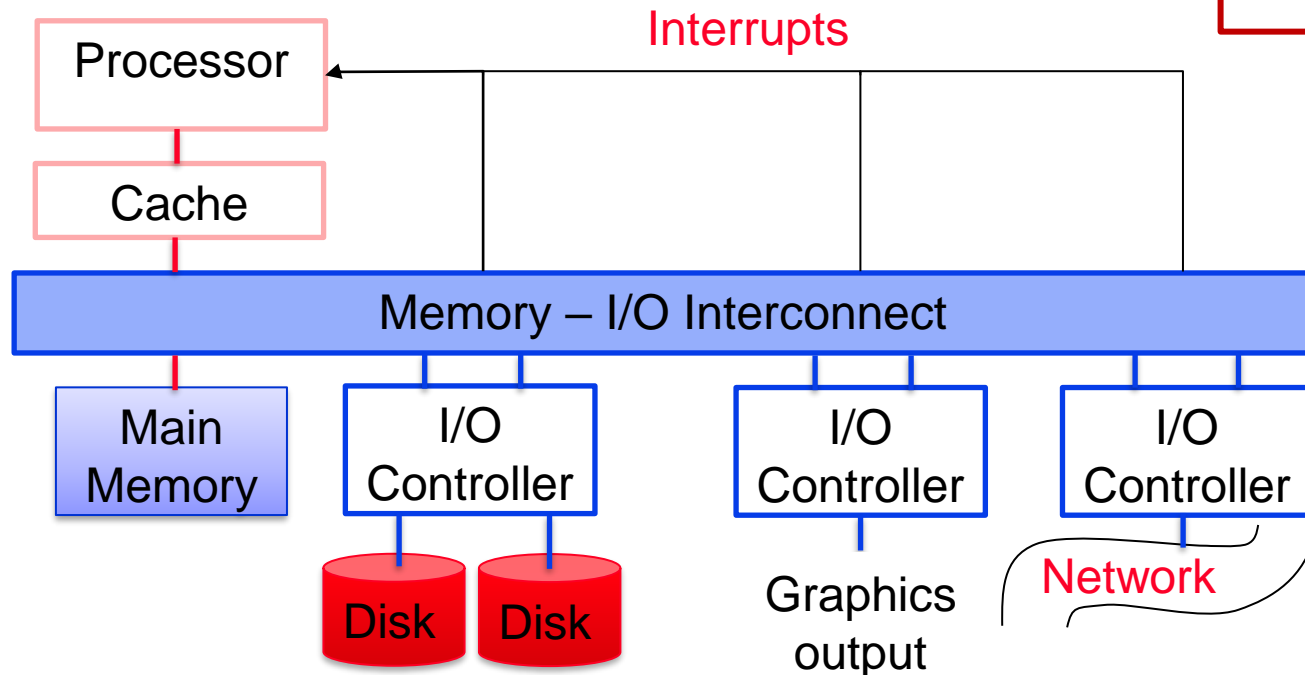 Interrupts
Processor
Cache
Memory – I/O Interconnect
Main
Memory
I/O
Controller
I/O
Controller
I/O
Controller
Disk
Disk
Graphics
output
Network